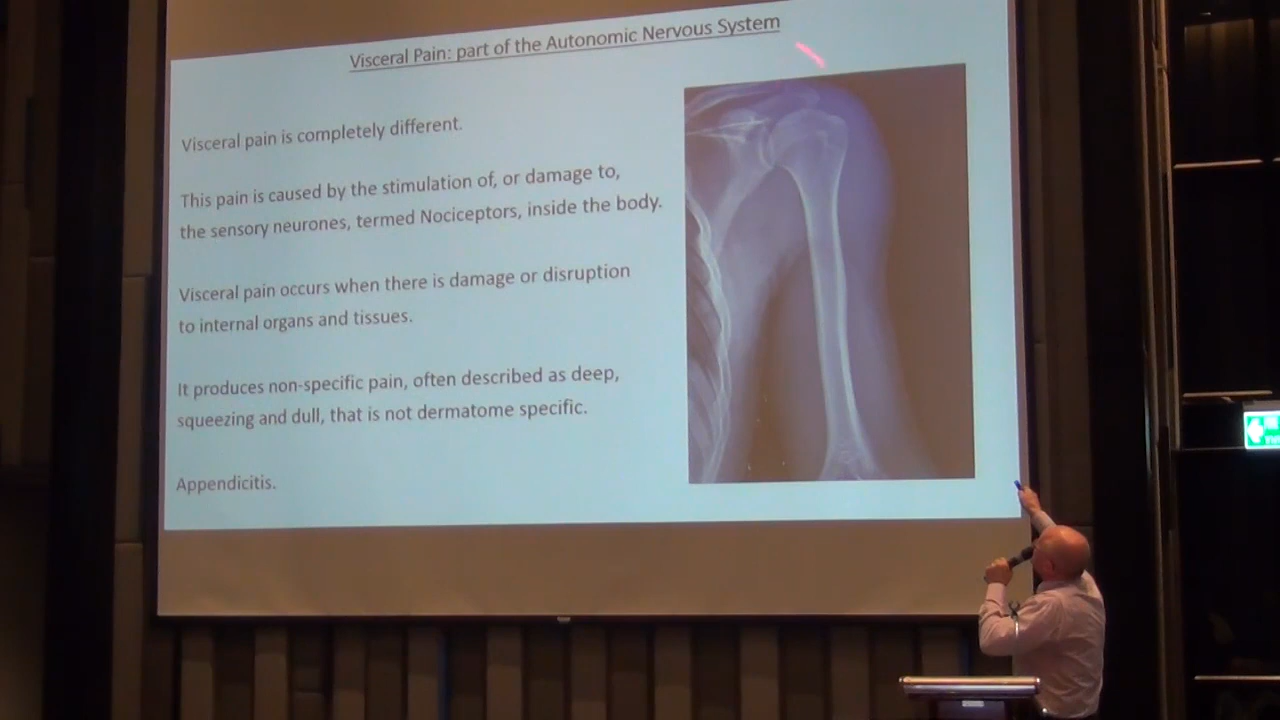 Visceral Pain: part of the Autonomic Nervous System
Visceral pain is completely different.
This pain is caused by the stimulation of, or damage to,
the sensory neurones, termed Nociceptors, inside the body.
Visceral pain occurs when there is damage or disruption
to internal organs and tissues.
It produces non-specific pain, often described as deep,
squeezing and dull, that is not dermatome specific.
Appendicitis.